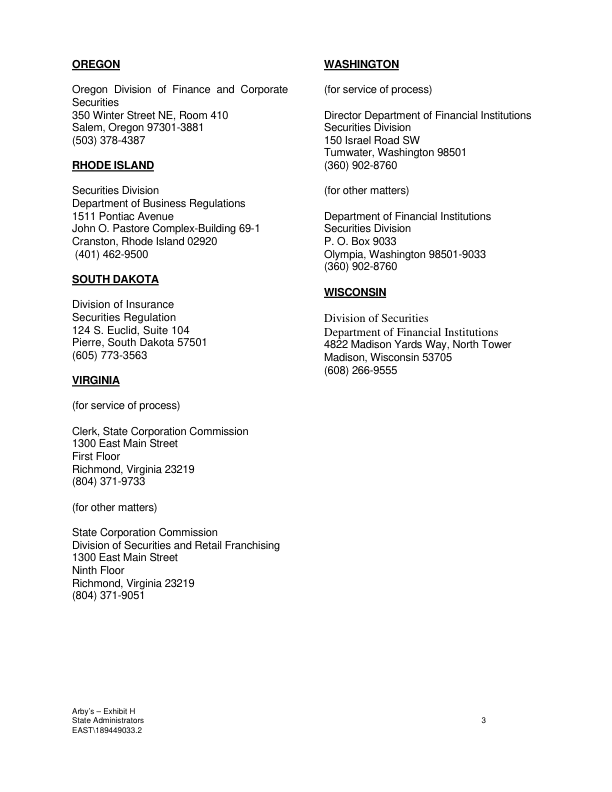 OREGON
Oregon Division of Finance and Corporate
Securities
350 Winter Street NE, Room 410
Salem, Oregon 97301-3881
(503) 378-4387
RHODE ISLAND
Securities Division
Department of Business Regulations
1511 Pontiac Avenue
John O. Pastore Complex-Building 69-1
Cranston, Rhode Island 02920
(401) 462-9500
SOUTH DAKOTA
Division of Insurance
Securities Regulation
124 S. Euclid, Suite 104
Pierre, South Dakota 57501
(605) 773-3563
VIRGINIA
(for service of process)
Clerk, State Corporation Commission
1300 East Main Street
First Floor
Richmond, Virginia 23219
(804) 371-9733
(for other matters)
State Corporation Commission
Division of Securities and Retail Franchising
1300 East Main Street
Ninth Floor
Richmond, Virginia 23219
(804) 371-9051
WASHINGTON
(for service of process)
Director Department of Financial Institutions
Securities Division
150 Israel Road SW
Tumwater, Washington 98501
(360) 902-8760
(for other matters)
Department of Financial Institutions
Securities Division
P. O. Box 9033
Olympia, Washington 98501-9033
(360) 902-8760
WISCONSIN
Division of Securities
Department of Financial Institutions
4822 Madison Yards Way, North Tower
Madison, Wisconsin 53705
(608) 266-9555
Arby's – Exhibit H
State Administrators
EAST\189449033.2
3